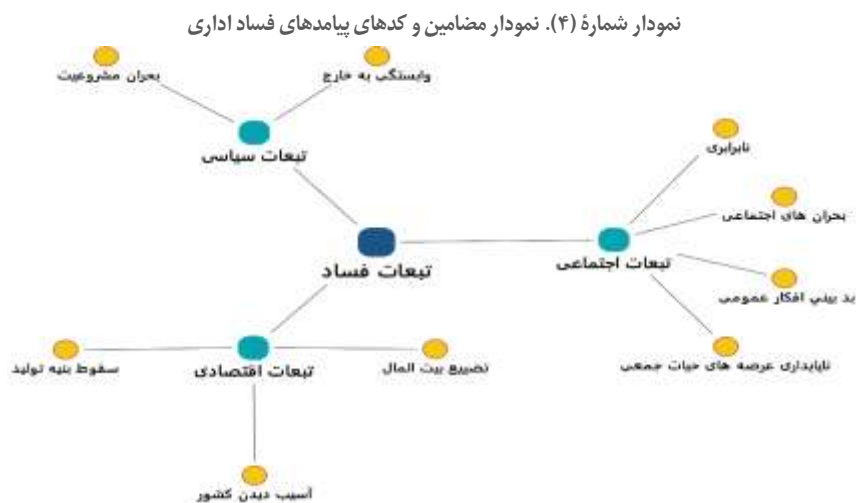 نمودار شمارۀ (۴). نمودار مضامین و کدهای پیامدهای فساد اداری
بحران مشروعیت
وابستگی به خارج
تبعات سیاسی
نابرابری
بحران های اجتماعی
تبعات اجتماعی
بد بیني افکار عمومی
ناپایداری عرصه های حیات جمعی
تبعات فساد
تبعات اقتصادی
تضییع بیت المال
سقوط بنیه تولید
آسیب دیدن کشور